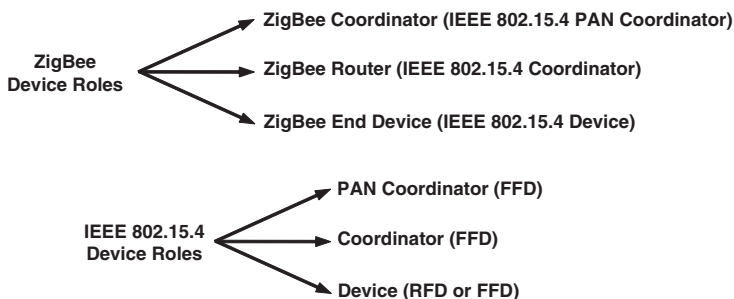 ZigBee
Device Roles
ZigBee Coordinator (IEEE 802.15.4 PAN Coordinator)
ZigBee Router (IEEE 802.15.4 Coordinator)
ZigBee End Device (IEEE 802.15.4 Device)
IEEE 802.15.4
Device Roles
PAN Coordinator (FFD)
Coordinator (FFD)
Device (RFD or FFD)